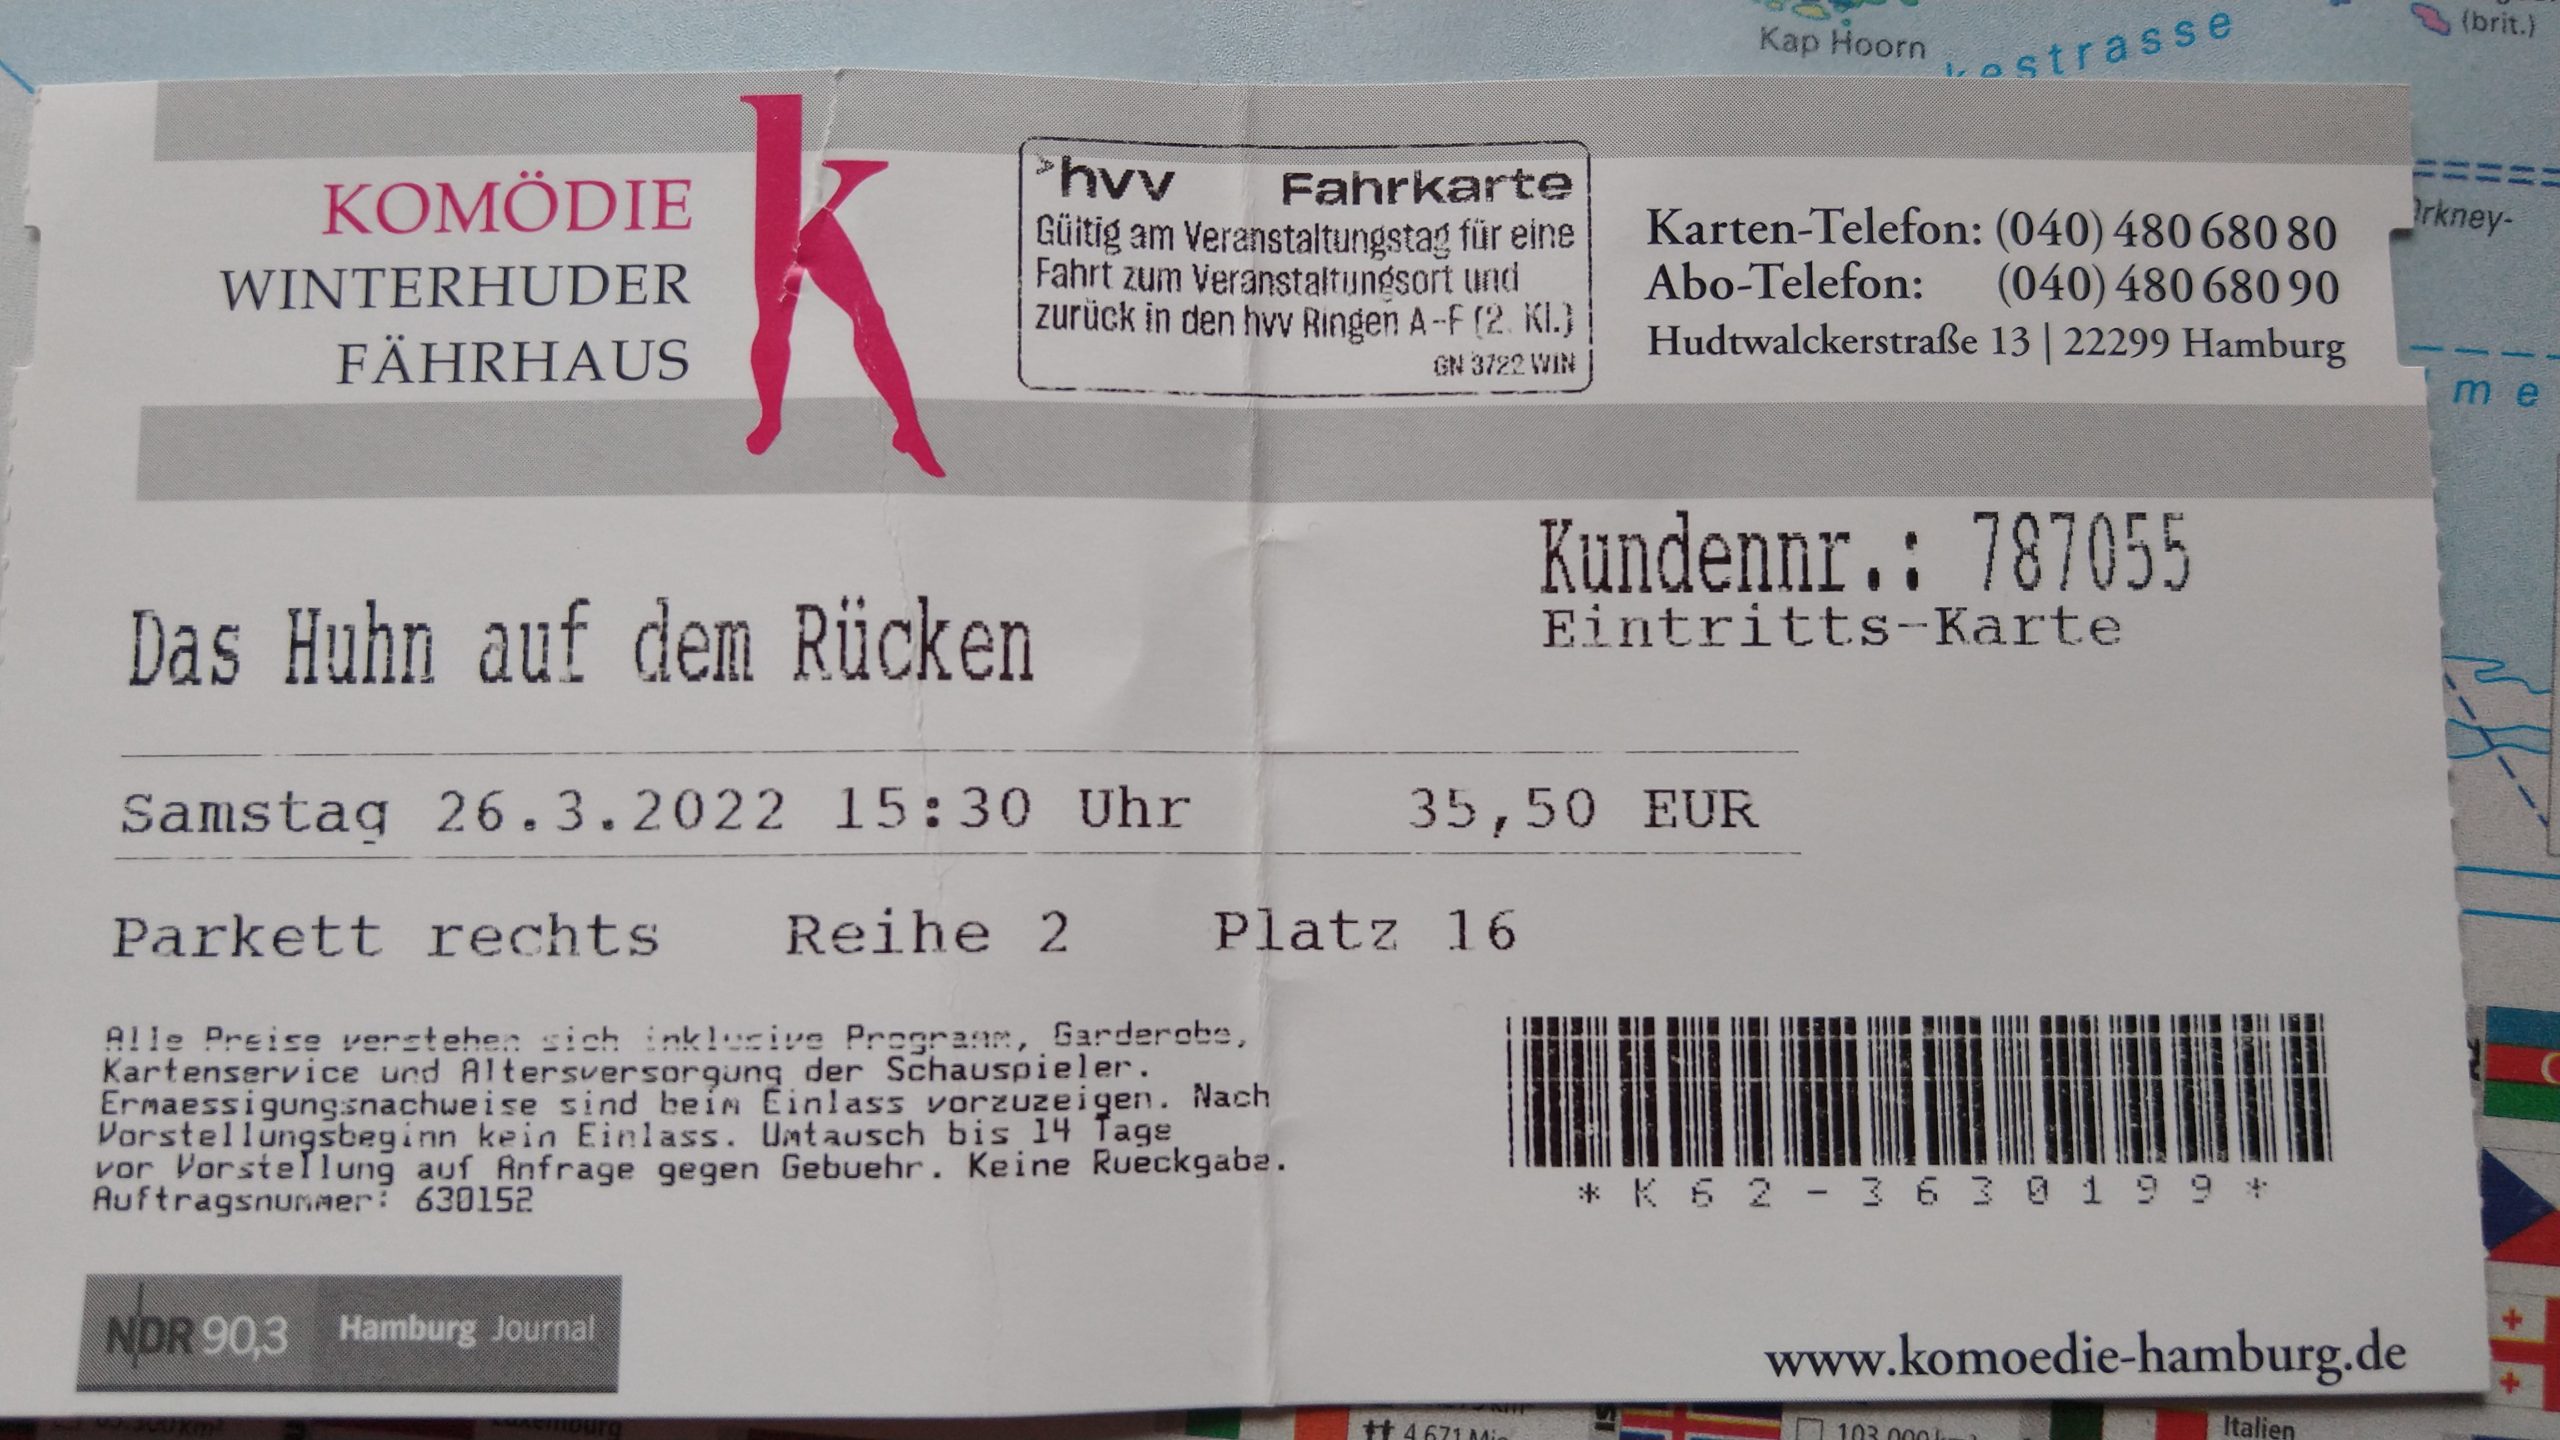 Kap Hoorn
(brit.)
KOMÖDIE
WINTERHUDER
FÄHRHAUS
k
hvv Fahrkarte
Gültig am Veranstaltungstag für eine
Fahrt zum Veranstaltungsort und
zurück in den hvv Ringen A-F (2. Kl.)
GN 3722 WIN
Karten-Telefon: (040) 480 680 80
Abo-Telefon: (040) 480 680 90
Hudtwalckerstraße 13 | 22299 Hamburg
Kundennr.: 787055
Eintritts-Karte
Das Huhn auf dem Rücken
Samstag 26.3.2022 15:30 Uhr 35,50 EUR
Parkett rechts Reihe 2 Platz 16
Alle Preise verstehen sich inklusive Programm, Garderobe,
Kartenservice und Altersversorgung der Schauspieler.
Ermaessigungsnachweise sind beim Einlass vorzuzeigen. Nach
Vorstellungsbeginn kein Einlass. Umtausch bis 14 Tage
vor Vorstellung auf Anfrage gegen Gebuehr. Keine Rueckgabe.
Auftragsnummer: 630152
*K62-3630199*
NDR 90,3 Hamburg Journal
www.komoedie-hamburg.de
Italien